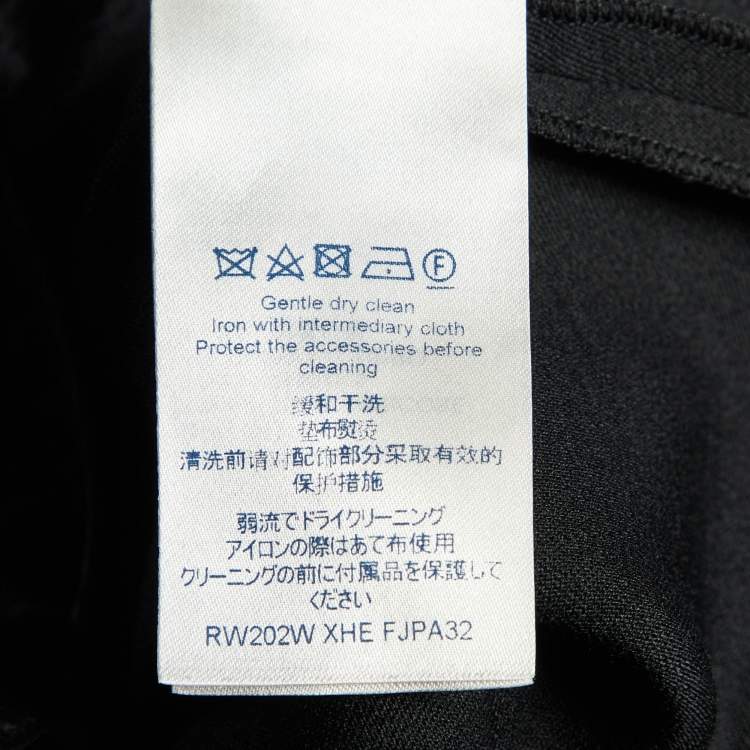 F
Gentle dry clean
Iron with intermediary cloth
Protect the accessories before
cleaning
缓和干洗
垫布熨烫
清洗前请对配饰部分采取有效的
保护措施
弱流でドライクリーニング
アイロンの際はあて布使用
クリーニングの前に付属品を保護して
ください
RW202W XHE FJPA32